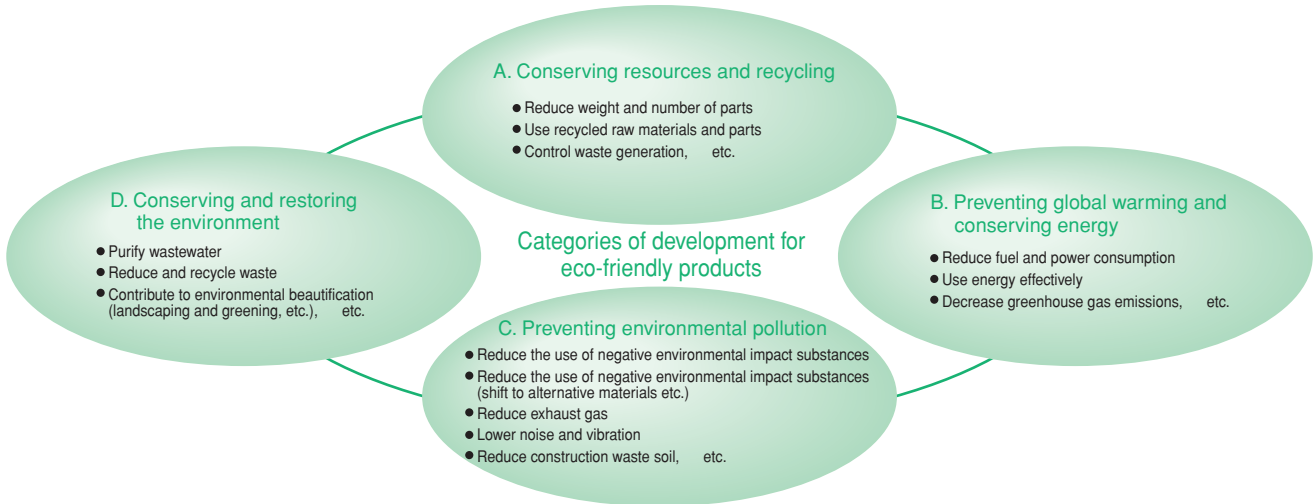 A. Conserving resources and recycling
● Reduce weight and number of parts
● Use recycled raw materials and parts
● Control waste generation, etc.
D. Conserving and restoring
the environment
● Purify wastewater
● Reduce and recycle waste
● Contribute to environmental beautification
(landscaping and greening, etc.), etc.
Categories of development for
eco-friendly products
B. Preventing global warming and
conserving energy
● Reduce fuel and power consumption
● Use energy effectively
● Decrease greenhouse gas emissions, etc.
C. Preventing environmental pollution
● Reduce the use of negative environmental impact substances
● Reduce the use of negative environmental impact substances
(shift to alternative materials etc.)
● Reduce exhaust gas
● Lower noise and vibration
● Reduce construction waste soil, etc.